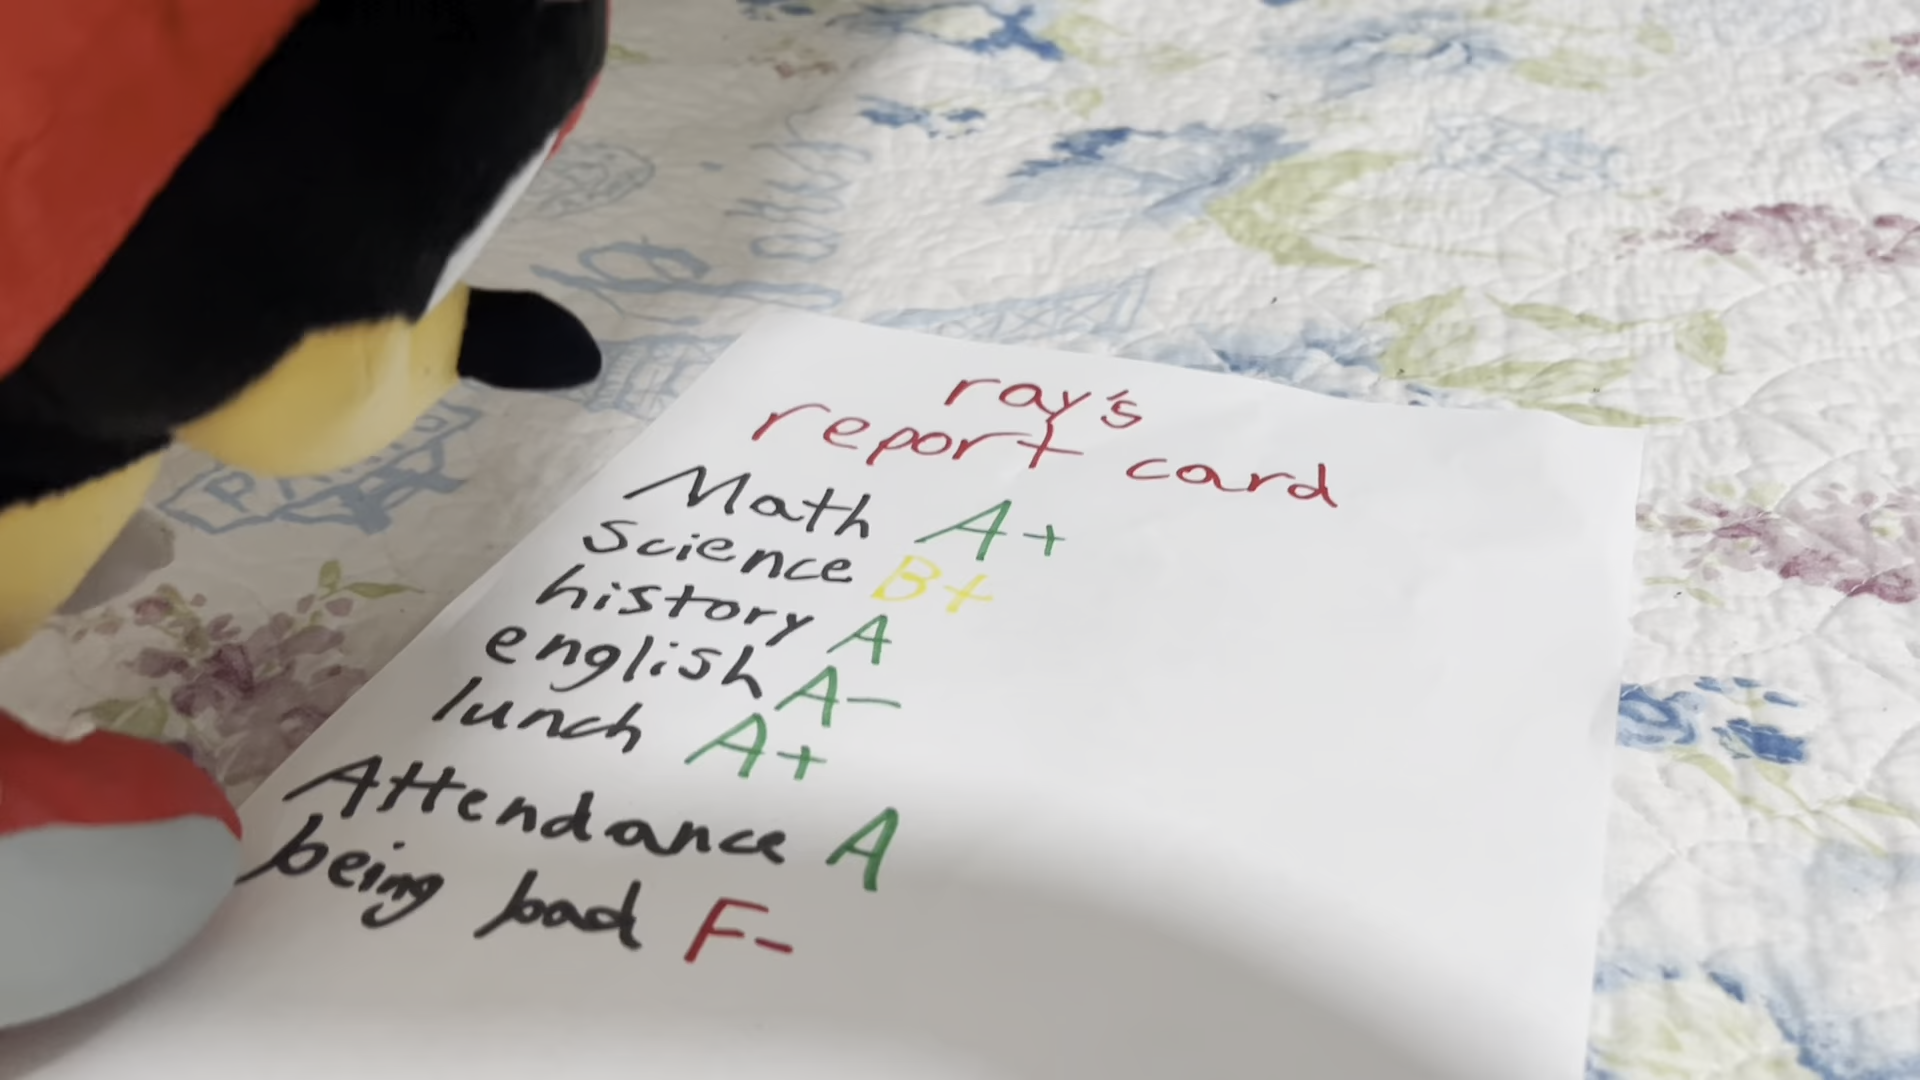 ray's
report card
Math A+
Science B+
history A
english A-
lunch A+
Attendance A
being bad F-